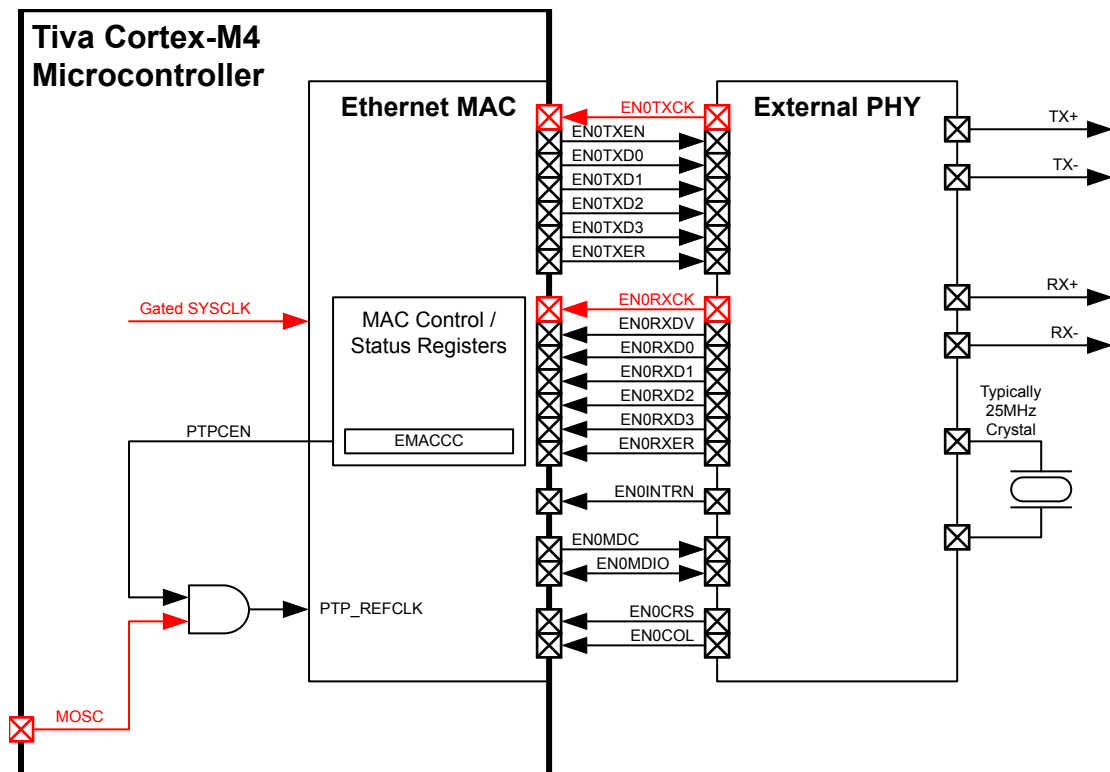 Tiva Cortex-M4
Microcontroller
Ethernet MAC
External PHY
EN0TXCK
EN0TXEN
EN0TXD0
EN0TXD1
EN0TXD2
EN0TXD3
EN0TXER
TX+
TX-
Gated SYSCLK
MAC Control /
Status Registers
EMACCC
EN0RXCK
EN0RXDV
EN0RXD0
EN0RXD1
EN0RXD2
EN0RXD3
EN0RXER
RX+
RX-
Typically
25MHz
Crystal
PTPCEN
EN0INTRN
EN0MDC
EN0MDIO
PTP_REFCLK
EN0CRS
EN0COL
MOSC